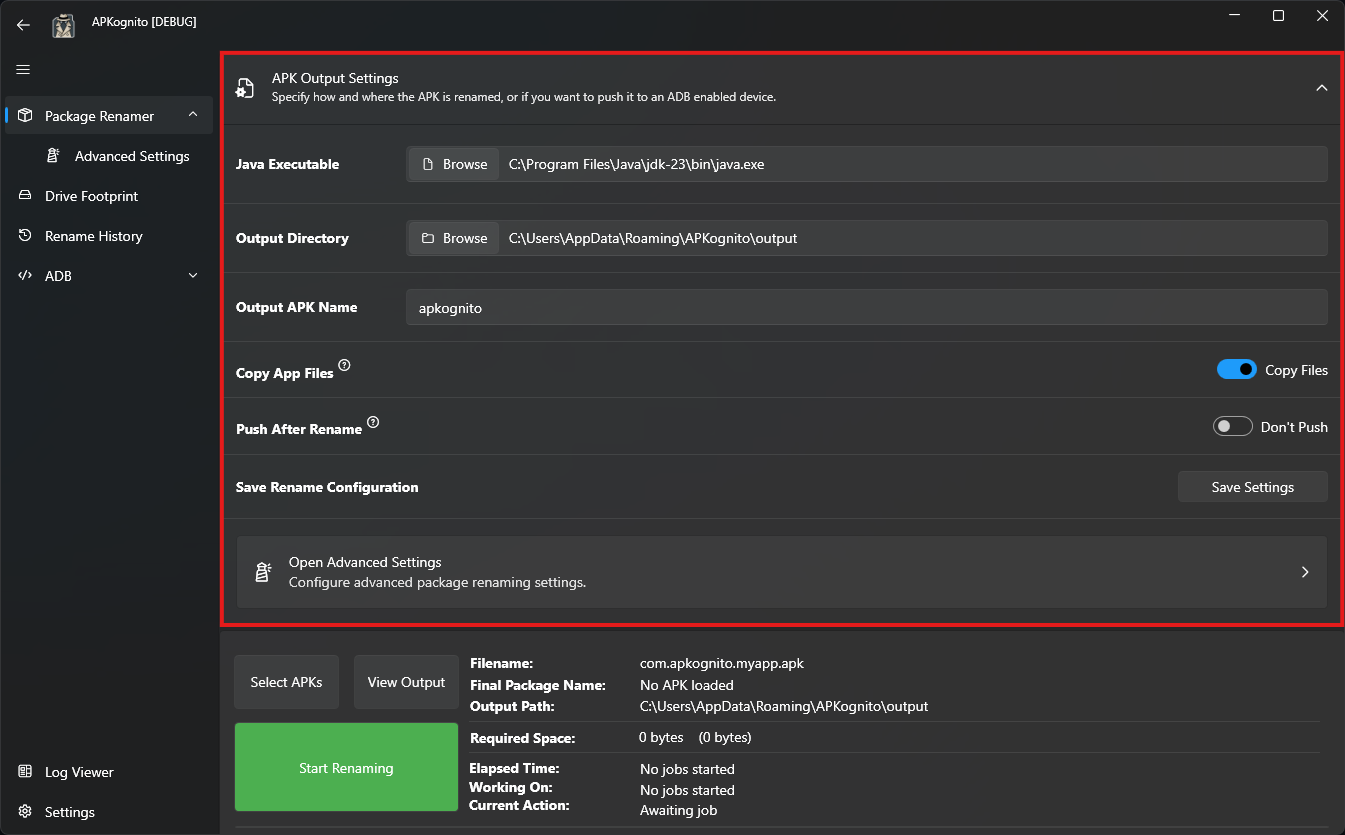 APKognito [DEBUG]
Package Renamer
Advanced Settings
Drive Footprint
Rename History
ADB
Log Viewer
Settings
APK Output Settings
Specify how and where the APK is renamed, or if you want to push it to an ADB enabled device.
Java Executable Browse C:\Program Files\Java\jdk-23\bin\java.exe
Output Directory Browse C:\Users\AppData\Roaming\APKognito\output
Output APK Name apkognito
Copy App Files ? Copy Files
Push After Rename ? Don't Push
Save Rename Configuration Save Settings
Open Advanced Settings
Configure advanced package renaming settings.
Select APKs View Output
Start Renaming
Filename: com.apkognito.myapp.apk
Final Package Name: No APK loaded
Output Path: C:\Users\AppData\Roaming\APKognito\output
Required Space: 0 bytes (0 bytes)
Elapsed Time: No jobs started
Working On: No jobs started
Current Action: Awaiting job